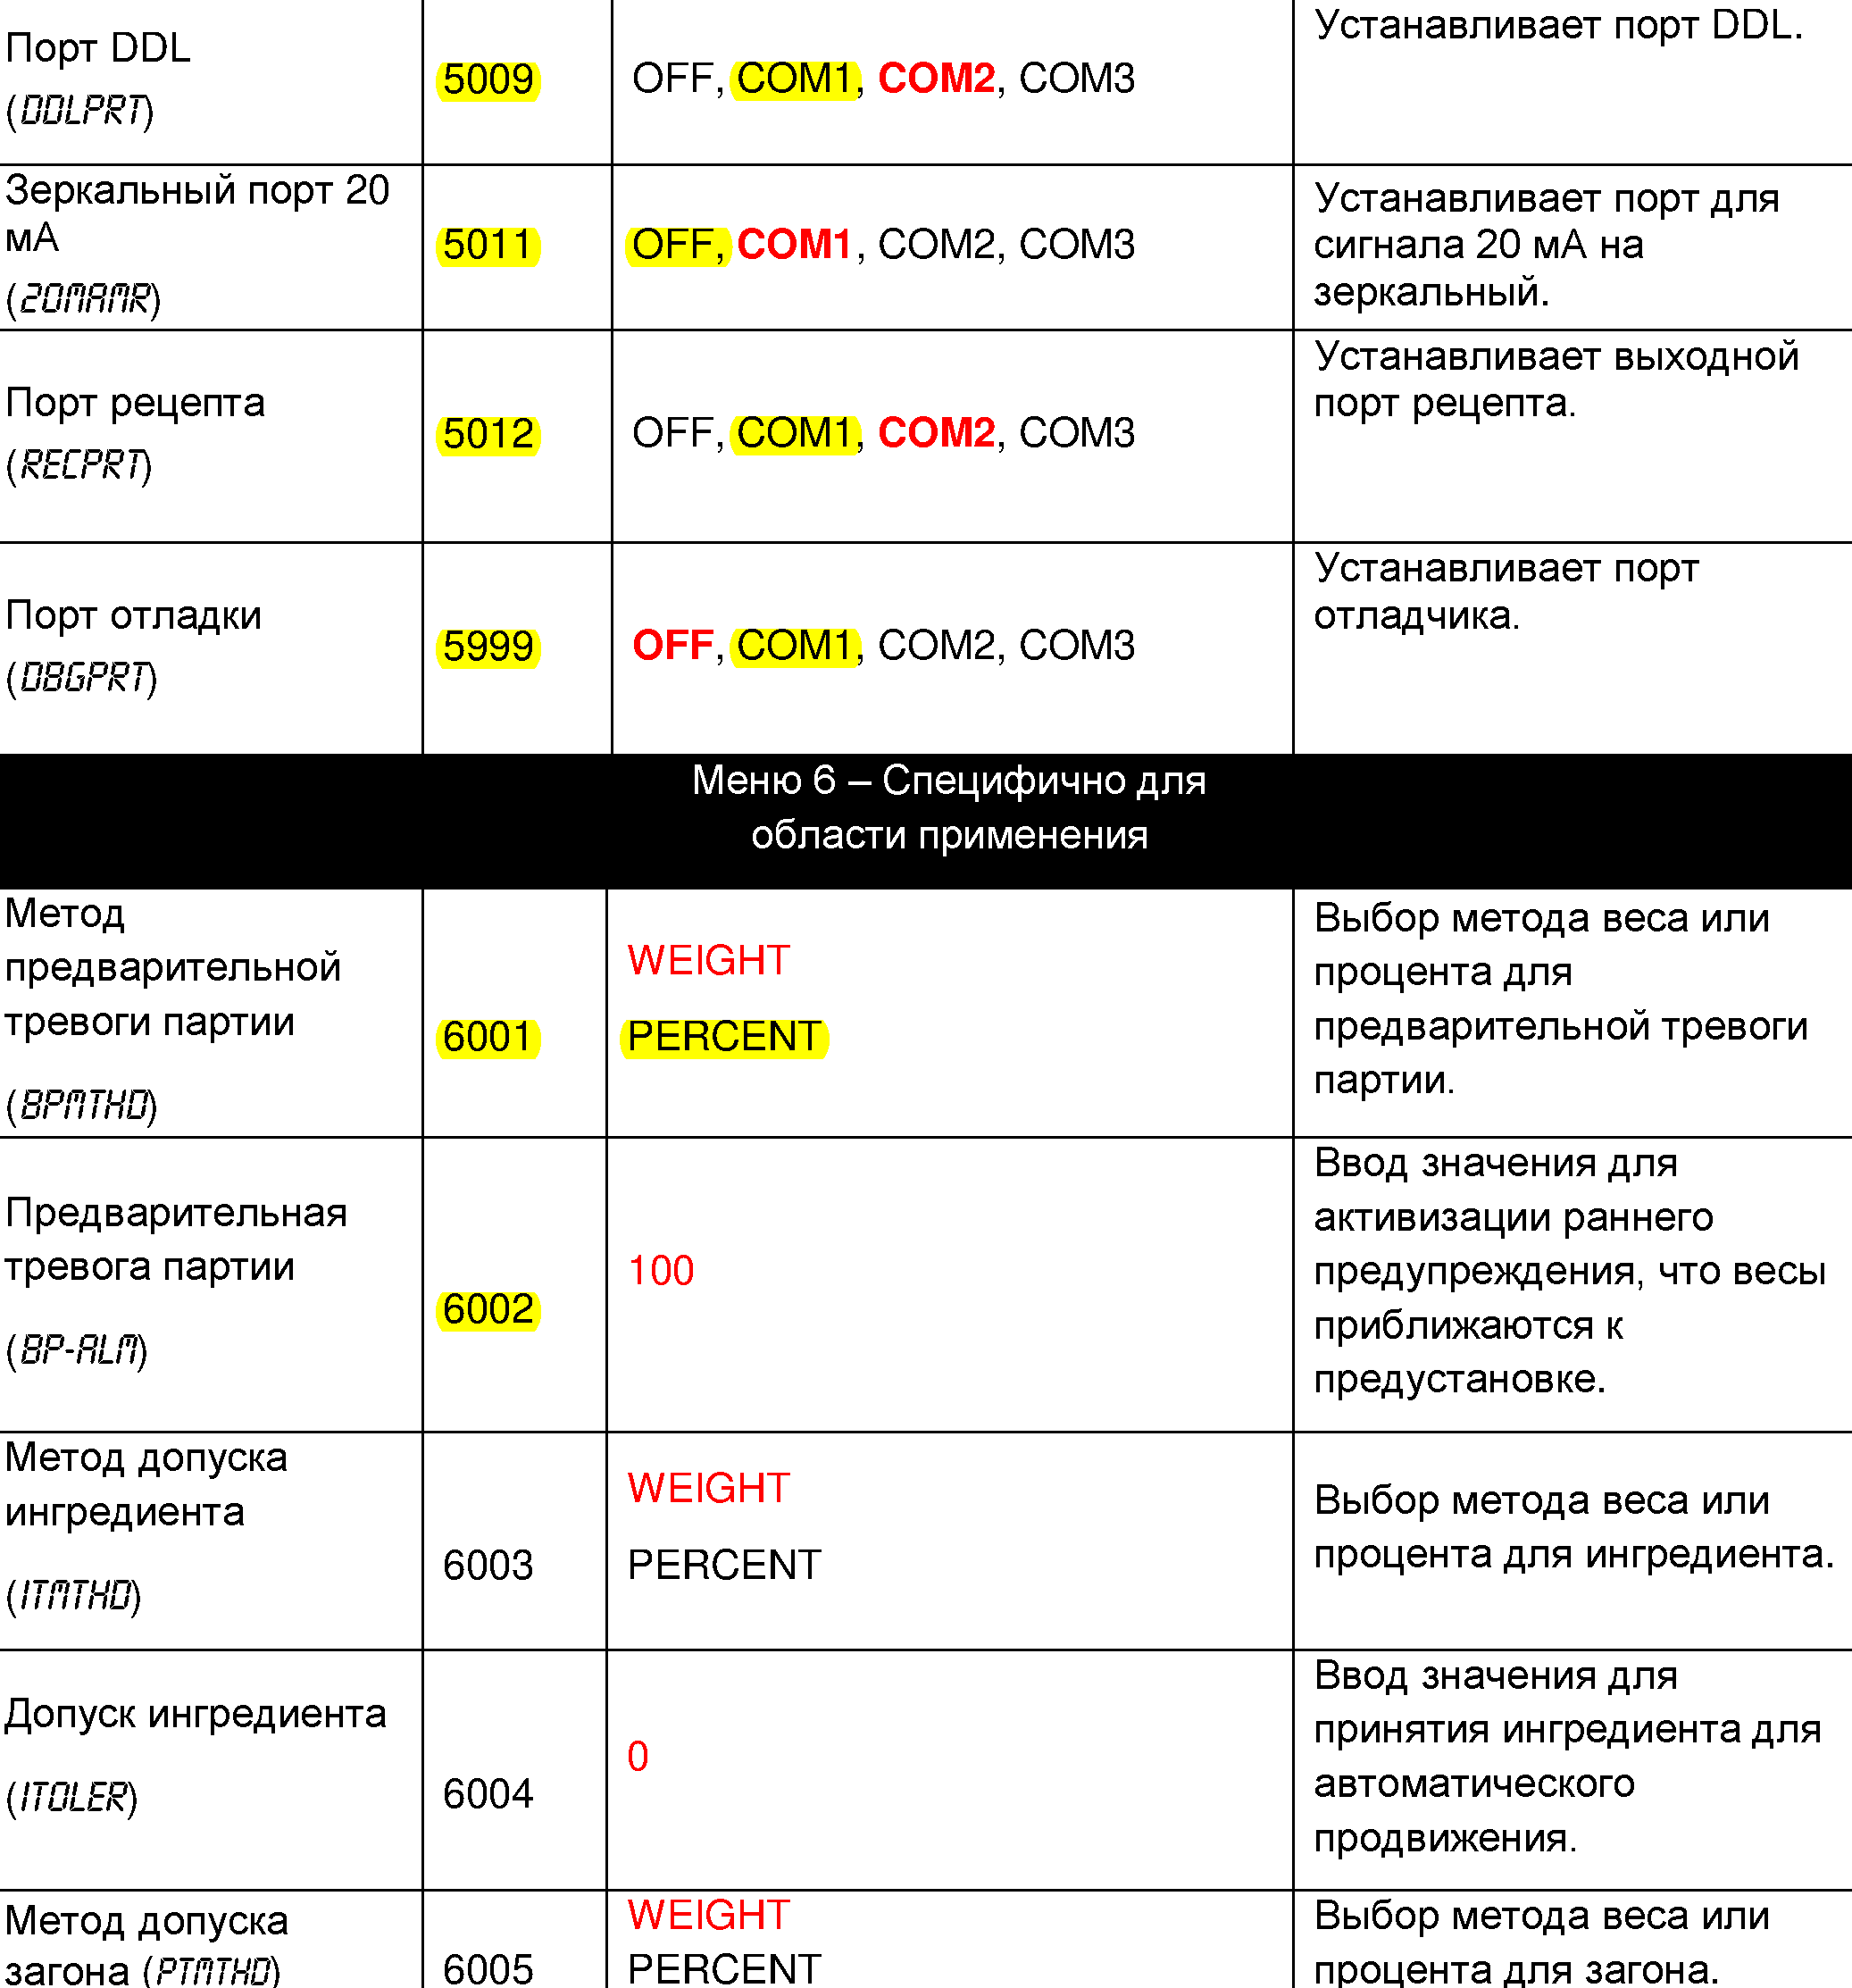 Порт DDL
(DDLPRT)
5009
OFF, COM1, COM2, COM3
Устанавливает порт DDL.
Зеркальный порт 20
мА
(20MAMR)
5011
OFF, COM1, COM2, COM3
Устанавливает порт для
сигнала 20 мА на
зеркальный.
Порт рецепта
(RECPRT)
5012
OFF, COM1, COM2, COM3
Устанавливает выходной
порт рецепта.
Порт отладки
(DBGPRT)
5999
OFF, COM1, COM2, COM3
Устанавливает порт
отладчика.
Меню 6 – Специфично для
области применения
Метод
предварительной
тревоги партии
(BPMTHD)
6001
WEIGHT
PERCENT
Выбор метода веса или
процента для
предварительной тревоги
партии.
Предварительная
тревога партии
(BP-ALM)
6002
100
Ввод значения для
активизации раннего
предупреждения, что весы
приближаются к
предустановке.
Метод допуска
ингредиента
(ITMTHD)
6003
WEIGHT
PERCENT
Выбор метода веса или
процента для ингредиента.
Допуск ингредиента
(ITOLER)
6004
0
Ввод значения для
принятия ингредиента для
автоматического
продвижения.
Метод допуска
загона (PTMTHD)
6005
WEIGHT
PERCENT
Выбор метода веса или
процента для загона.